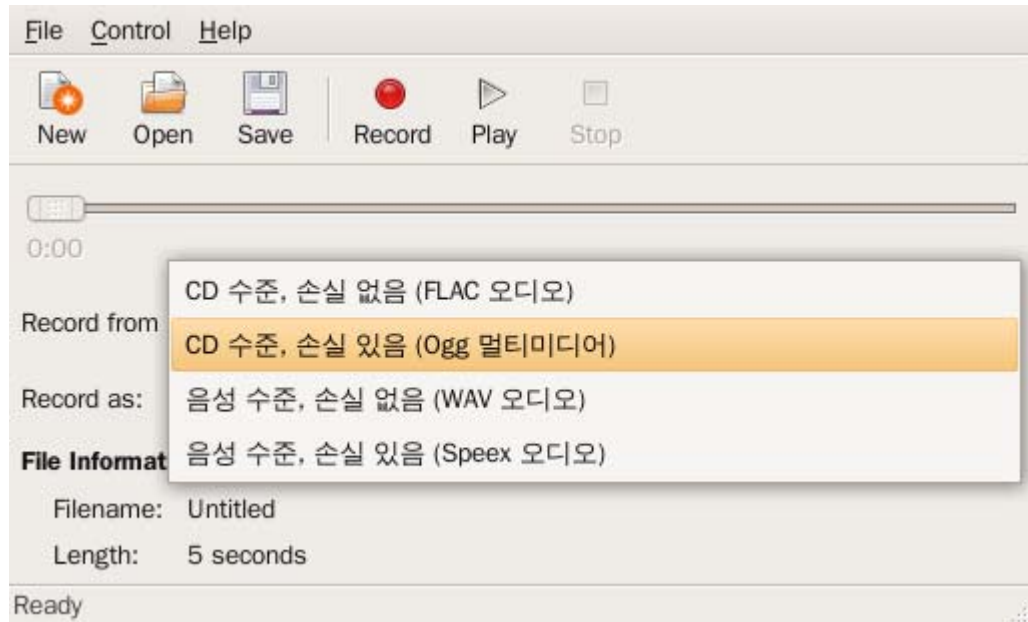 File Control Help
New Open Save Record Play Stop
0:00
CD 수준, 손실 없음 (FLAC 오디오)
Record from
CD 수준, 손실 있음 (Ogg 멀티미디어)
Record as:
음성 수준, 손실 없음 (WAV 오디오)
File Informat
음성 수준, 손실 있음 (Speex 오디오)
Filename: Untitled
Length: 5 seconds
Ready